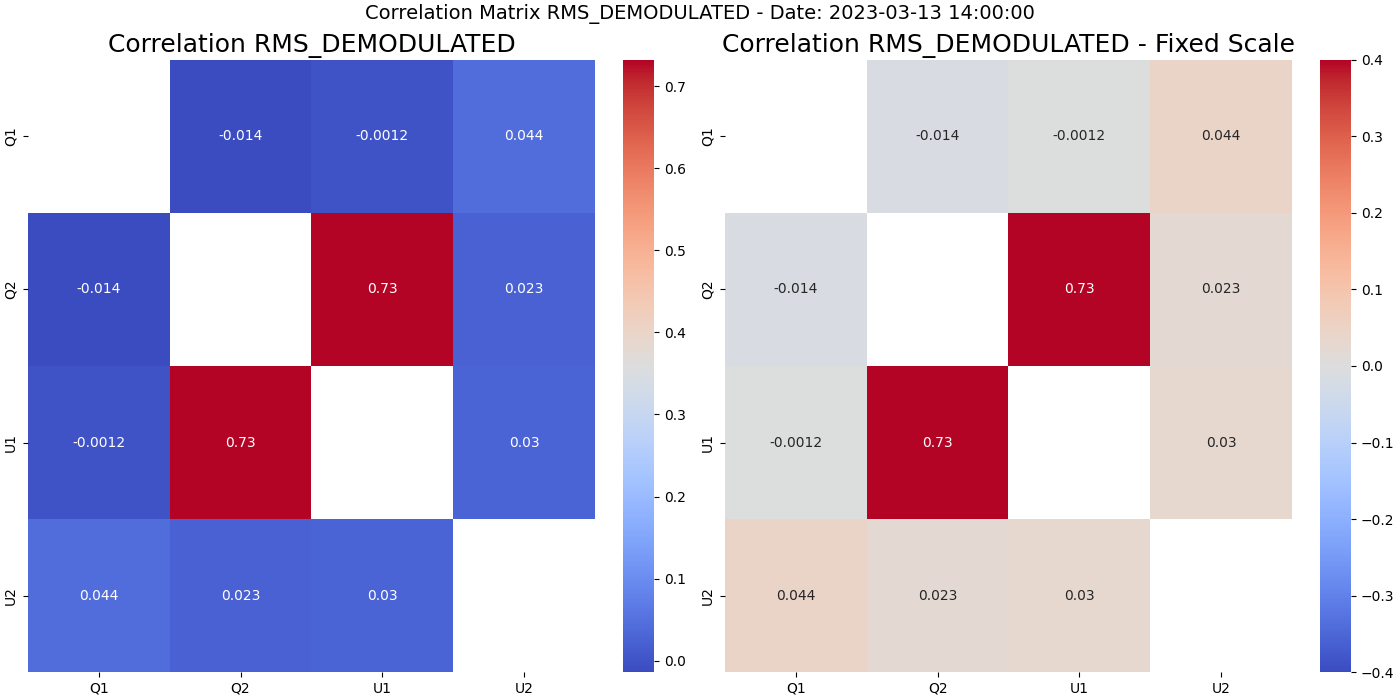 Correlation Matrix RMS_DEMODULATED - Date: 2023-03-13 14:00:00
Correlation RMS_DEMODULATED
Q1
-0.014
-0.0012
0.044
Q2
-0.014
0.73
0.023
U1
-0.0012
0.73
0.03
U2
0.044
0.023
0.03
Q1
Q2
U1
U2
0.7
0.6
0.5
0.4
0.3
0.2
0.1
0.0
Correlation RMS_DEMODULATED - Fixed Scale
Q1
-0.014
-0.0012
0.044
Q2
-0.014
0.73
0.023
U1
-0.0012
0.73
0.03
U2
0.044
0.023
0.03
Q1
Q2
U1
U2
0.4
0.3
0.2
0.1
0.0
−0.1
−0.2
−0.3
−0.4